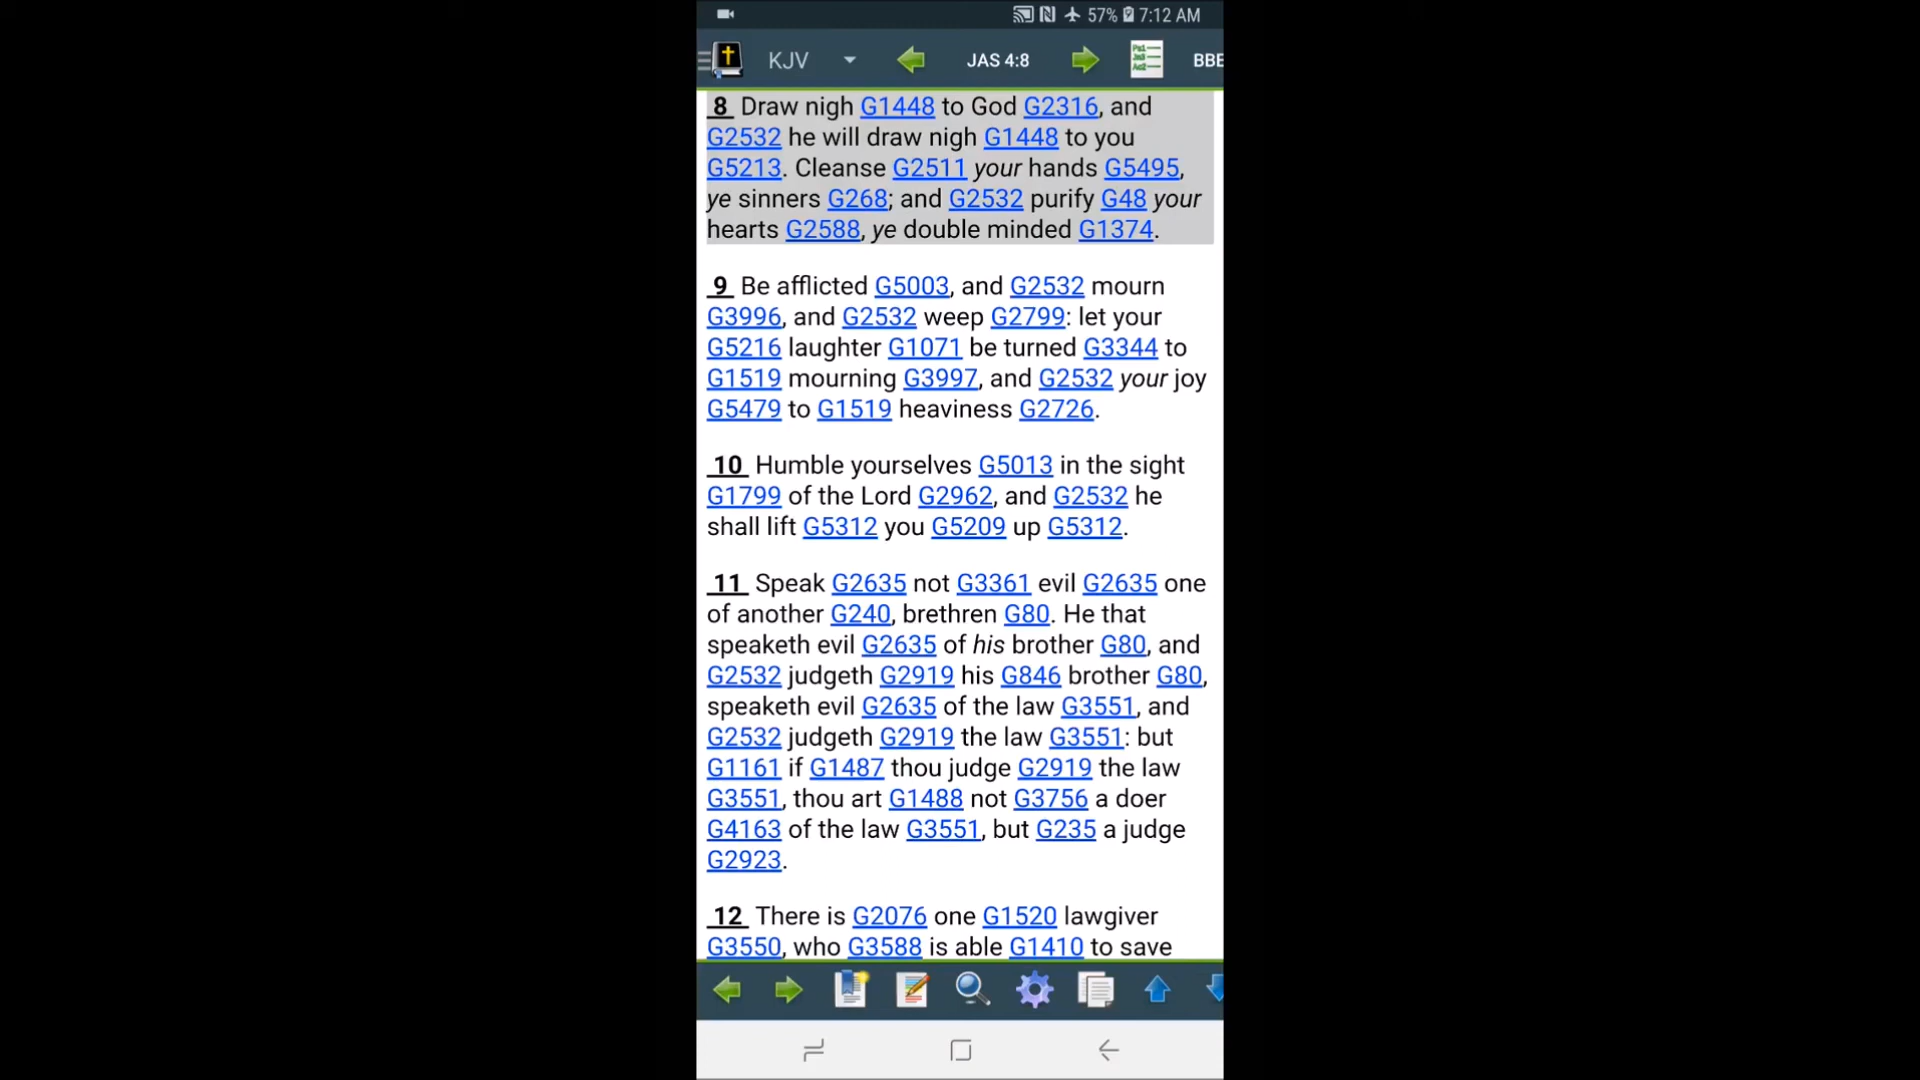 57% 7:12 AM
KJV JAS 4:8 BBE
8 Draw nigh G1448 to God G2316, and
G2532 he will draw nigh G1448 to you
G5213. Cleanse G2511 your hands G5495,
ye sinners G268; and G2532 purify G48 your
hearts G2588, ye double minded G1374.
9 Be afflicted G5003, and G2532 mourn
G3996, and G2532 weep G2799: let your
G5216 laughter G1071 be turned G3344 to
G1519 mourning G3997, and G2532 your joy
G5479 to G1519 heaviness G2726.
10 Humble yourselves G5013 in the sight
G1799 of the Lord G2962, and G2532 he
shall lift G5312 you G5209 up G5312.
11 Speak G2635 not G3361 evil G2635 one
of another G240, brethren G80. He that
speaketh evil G2635 of his brother G80, and
G2532 judgeth G2919 his G846 brother G80,
speaketh evil G2635 of the law G3551, and
G2532 judgeth G2919 the law G3551: but
G1161 if G1487 thou judge G2919 the law
G3551, thou art G1488 not G3756 a doer
G4163 of the law G3551, but G235 a judge
G2923.
12 There is G2076 one G1520 lawgiver
G3550, who G3588 is able G1410 to save